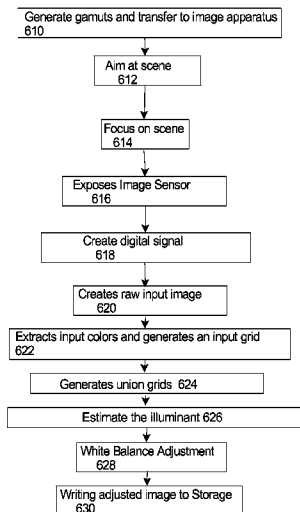 Generate gamuts and transfer to image apparatus
610
Aim at scene
612
Focus on scene
614
Exposes Image Sensor
616
Create digital signal
618
Creates raw input image
620
Extracts input colors and generates an input grid
622
Generates union grids 624
Estimate the illuminant 626
White Balance Adjustment
628
Writing adjusted image to Storage
630